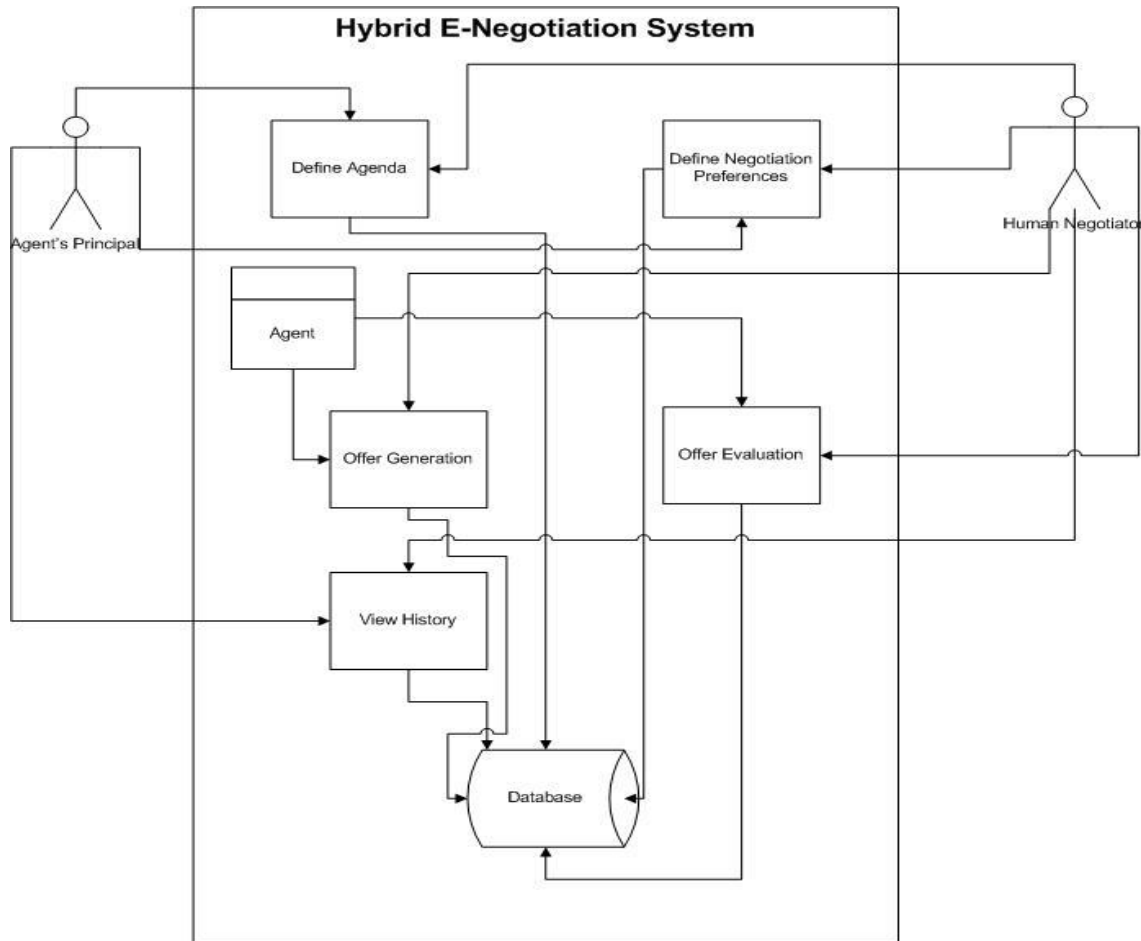 Hybrid E-Negotiation System
Define Agenda
Define Negotiation
Preferences
Agent's Principal
Human Negotiator
Agent
Offer Generation
Offer Evaluation
View History
Database